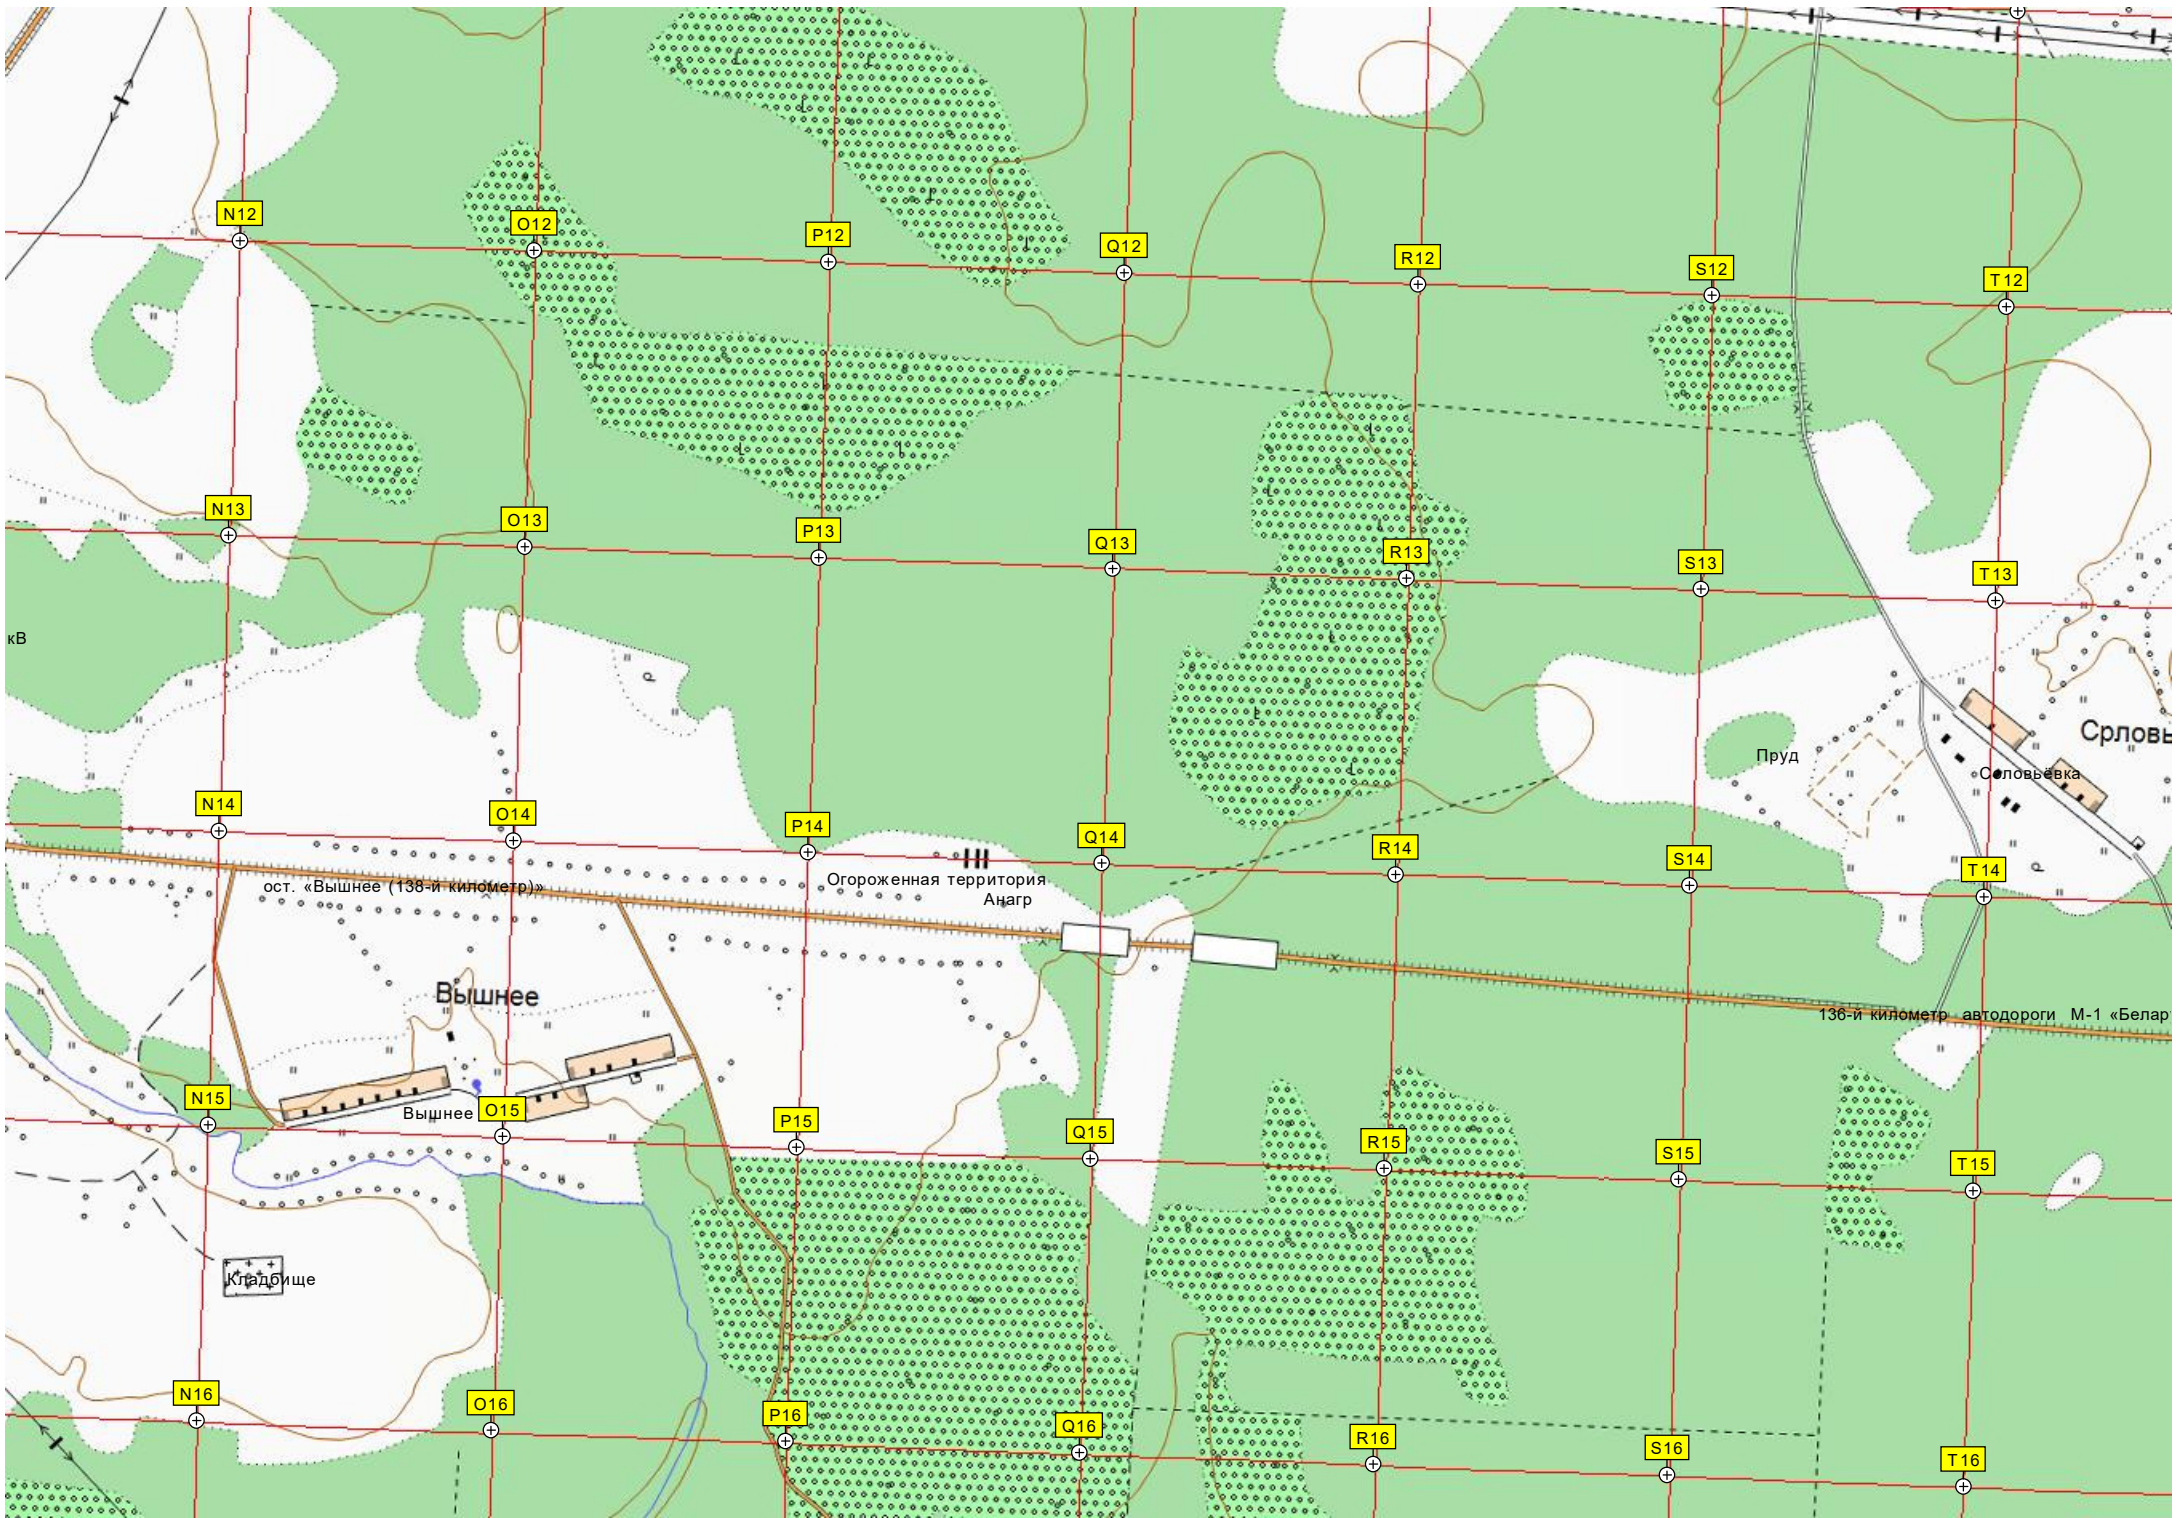 N12
O12
P12
Q12
R12
S12
T12
N13
O13
P13
Q13
R13
S13
T13
кВ
Срловь
Пруд
Соловьёвка
N14
O14
P14
Q14
R14
S14
T14
ост. «Вышнее (138-й километр)»
Огороженная территория
Анагр
Вышнее
136-й километр автодороги М-1 «Белар
N15
Вышнее
O15
P15
Q15
R15
S15
T15
Кладбище
N16
O16
P16
Q16
R16
S16
T16